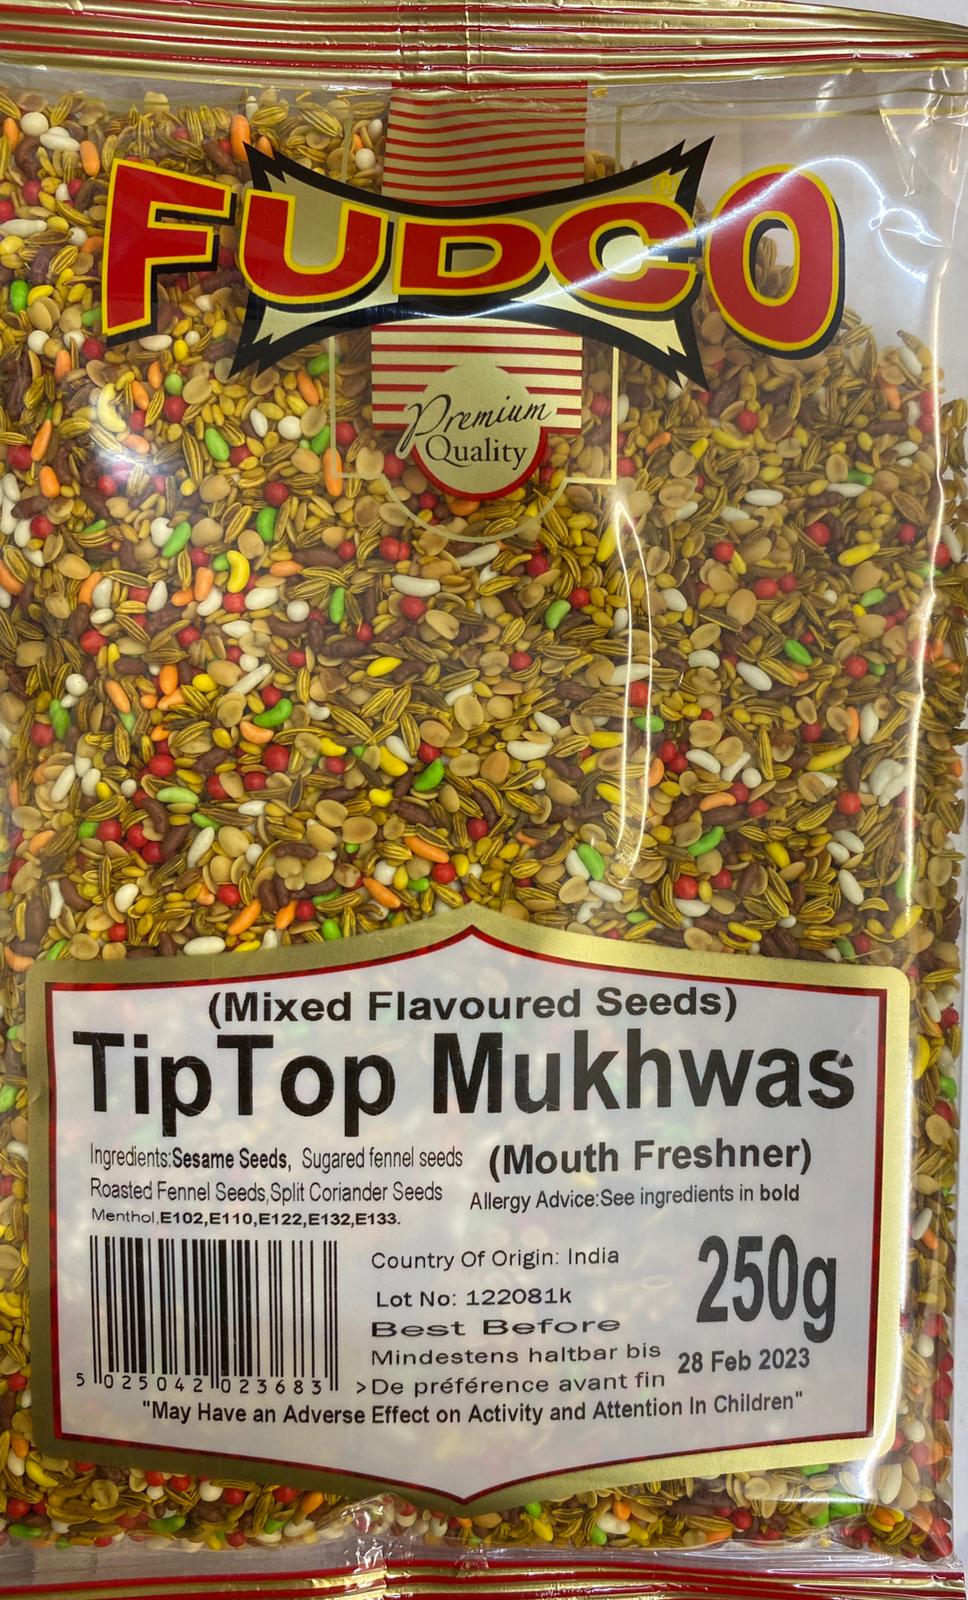 FUDCO
Premium
Quality
(Mixed Flavoured Seeds)
TipTop Mukhwas
Ingredients:Sesame Seeds, Sugared fennel seeds
(Mouth Freshner)
Roasted Fennel Seeds,Split Coriander Seeds
Allergy Advice:See ingredients in bold
Menthol,E102,E110,E122,E132,E133.
Country Of Origin: India
250g
Lot No: 122081k
Best Before
Mindestens haltbar bis
28 Feb 2023
De préférence avant fin
5 025042 023683 >
"May Have an Adverse Effect on Activity and Attention In Children"